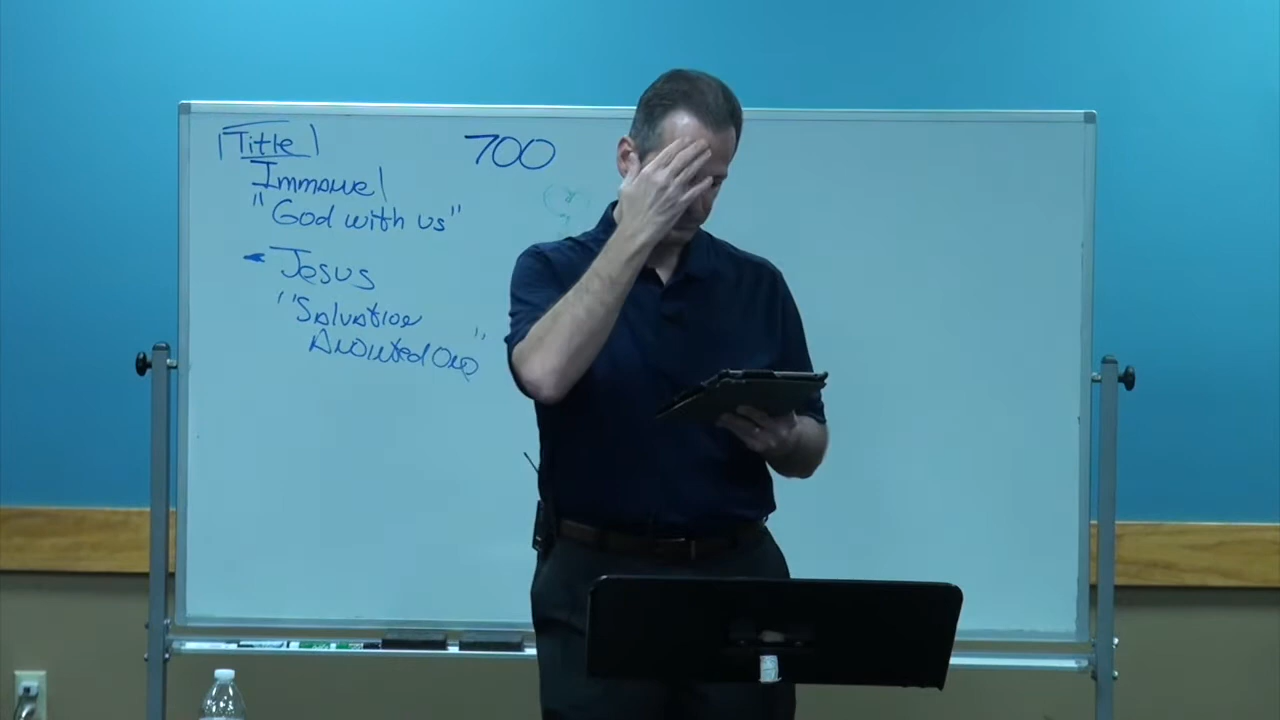 Title
700
Immanuel
"God with us"
Jesus
"Salvation
Anointed One"